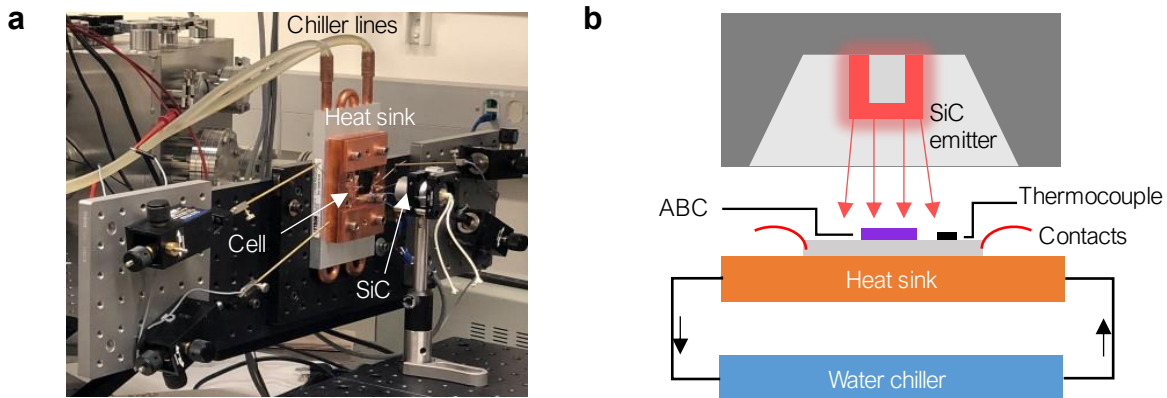 a
Chiller lines
Heat sink
Cell
SiC
b
SiC
emitter
ABC
Thermocouple
Contacts
Heat sink
Water chiller